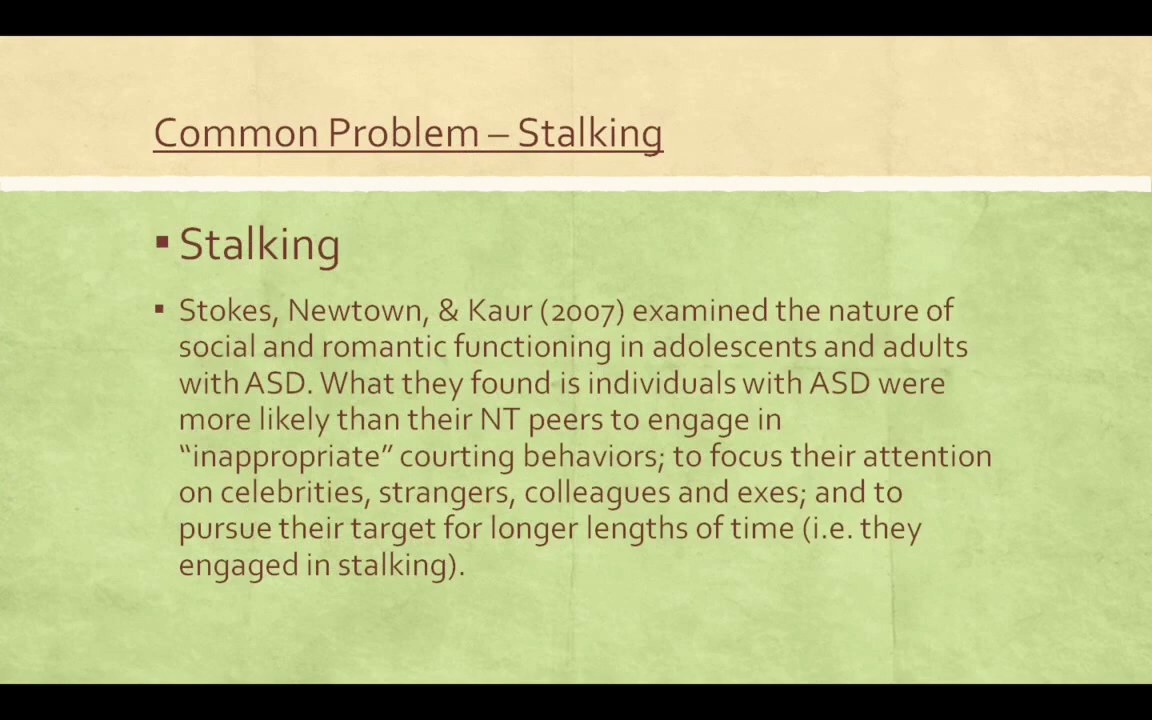 Common Problem – Stalking
▪ Stalking
▪ Stokes, Newtown, & Kaur (2007) examined the nature of
social and romantic functioning in adolescents and adults
with ASD. What they found is individuals with ASD were
more likely than their NT peers to engage in
“inappropriate” courting behaviors; to focus their attention
on celebrities, strangers, colleagues and exes; and to
pursue their target for longer lengths of time (i.e. they
engaged in stalking).